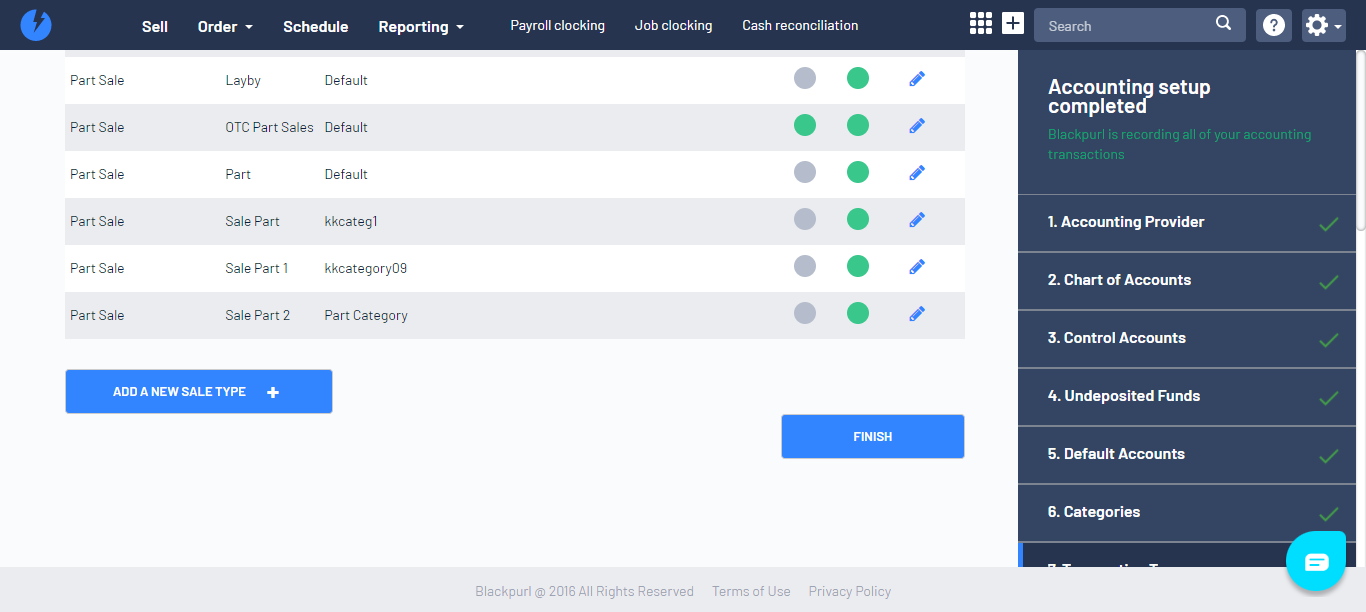 Sell Order Schedule Reporting Payroll clocking Job clocking Cash reconciliation Search
Part Sale Layby Default
Part Sale OTC Part Sales Default
Part Sale Part Default
Part Sale Sale Part kkcateg1
Part Sale Sale Part 1 kkcategory09
Part Sale Sale Part 2 Part Category
ADD A NEW SALE TYPE
FINISH
Accounting setup
completed
Blackpurl is recording all of your accounting
transactions
1. Accounting Provider
2. Chart of Accounts
3. Control Accounts
4. Undeposited Funds
5. Default Accounts
6. Categories
Blackpurl @ 2016 All Rights Reserved Terms of Use Privacy Policy